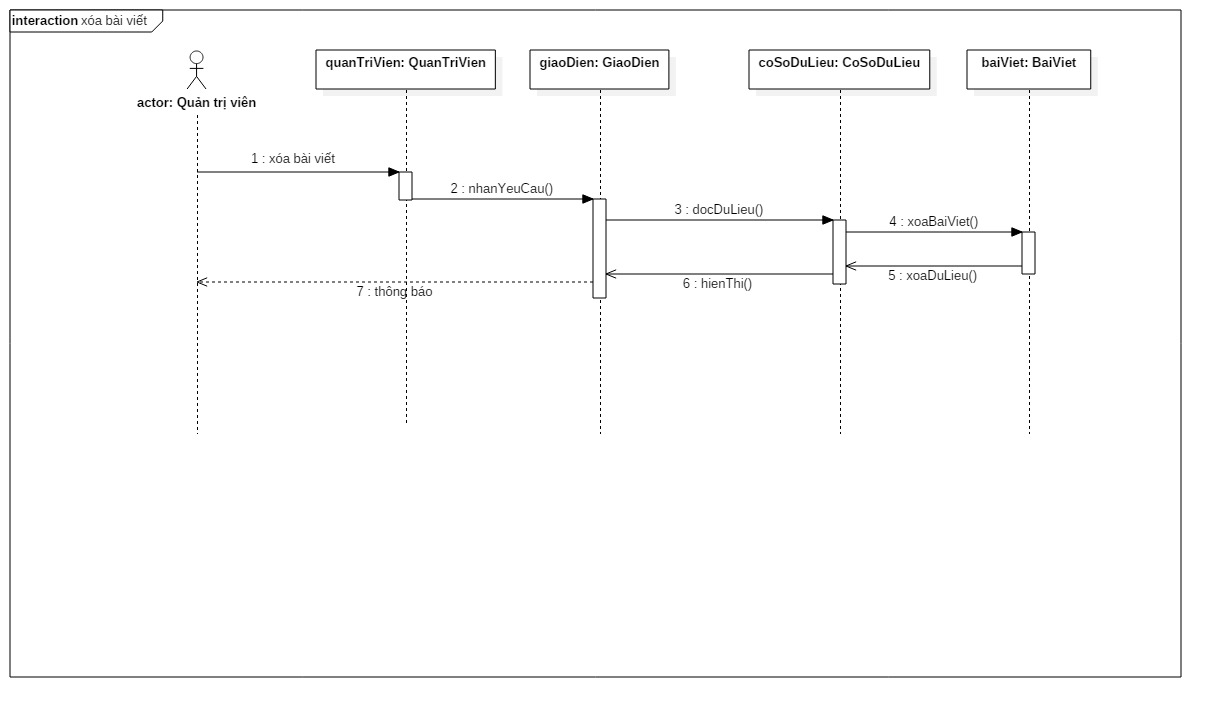 interaction xóa bài viết
quanTriVien: QuanTriVien
giaoDien: GiaoDien
coSoDuLieu: CoSoDuLieu
baiViet: BaiViet
actor: Quản trị viên
1 : xóa bài viết
2 : nhanYeuCau()
3 : docDuLieu()
4 : xoaBaiViet()
5 : xoaDuLieu()
6 : hienThi()
7 : thông báo